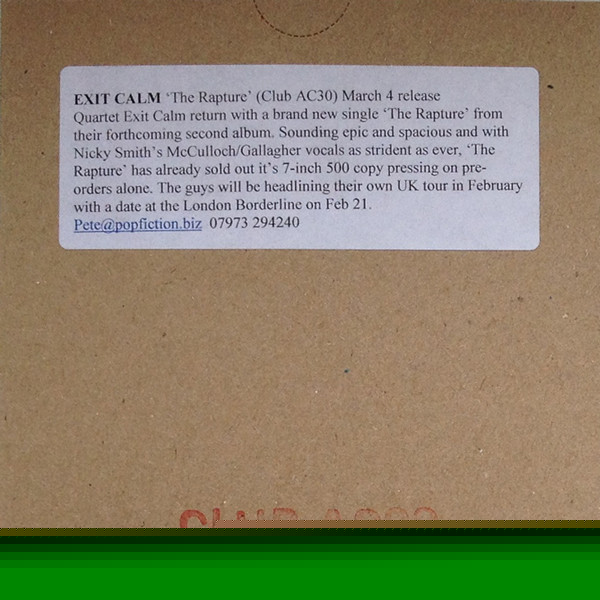 EXIT CALM 'The Rapture' (Club AC30) March 4 release
Quartet Exit Calm return with a brand new single 'The Rapture' from
their forthcoming second album. Sounding epic and spacious and with
Nicky Smith's McCulloch/Gallagher vocals as strident as ever, 'The
Rapture' has already sold out it's 7-inch 500 copy pressing on pre-
orders alone. The guys will be headlining their own UK tour in February
with a date at the London Borderline on Feb 21.
Pete@popfiction.biz 07973 294240